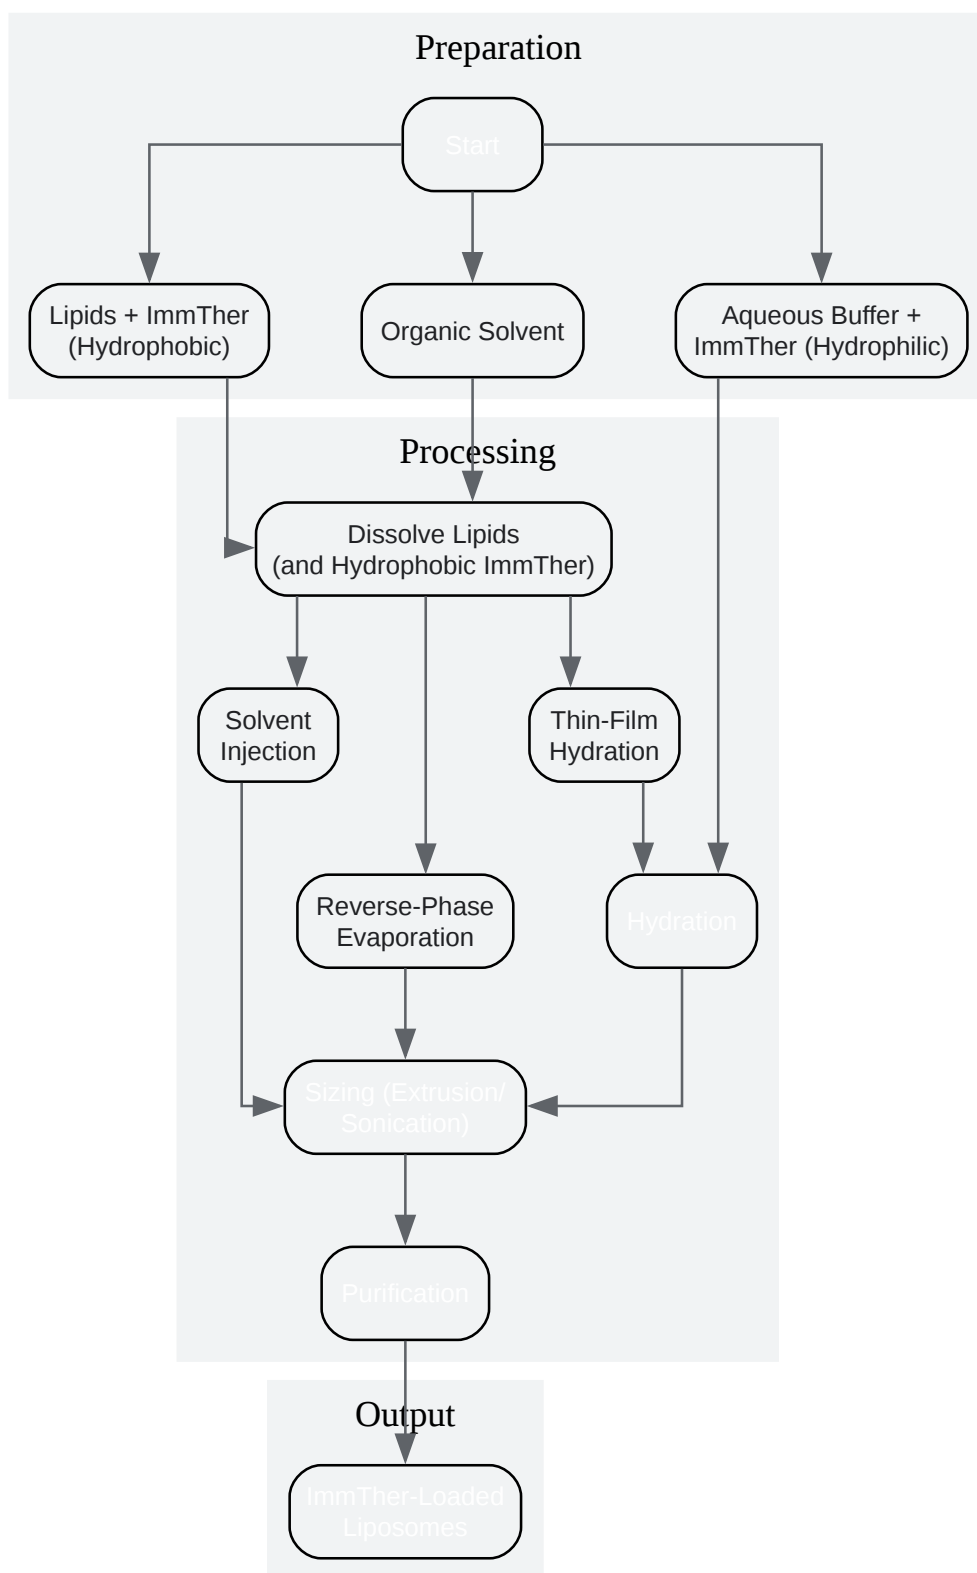 Preparation
Start
Lipids + ImmTher
(Hydrophobic)
Organic Solvent
Aqueous Buffer +
ImmTher (Hydrophilic)
Processing
Dissolve Lipids
(and Hydrophobic ImmTher)
Solvent
Injection
Thin-Film
Hydration
Reverse-Phase
Evaporation
Hydration
Sizing (Extrusion/
Sonication)
Purification
Output
ImmTher-Loaded
Liposomes